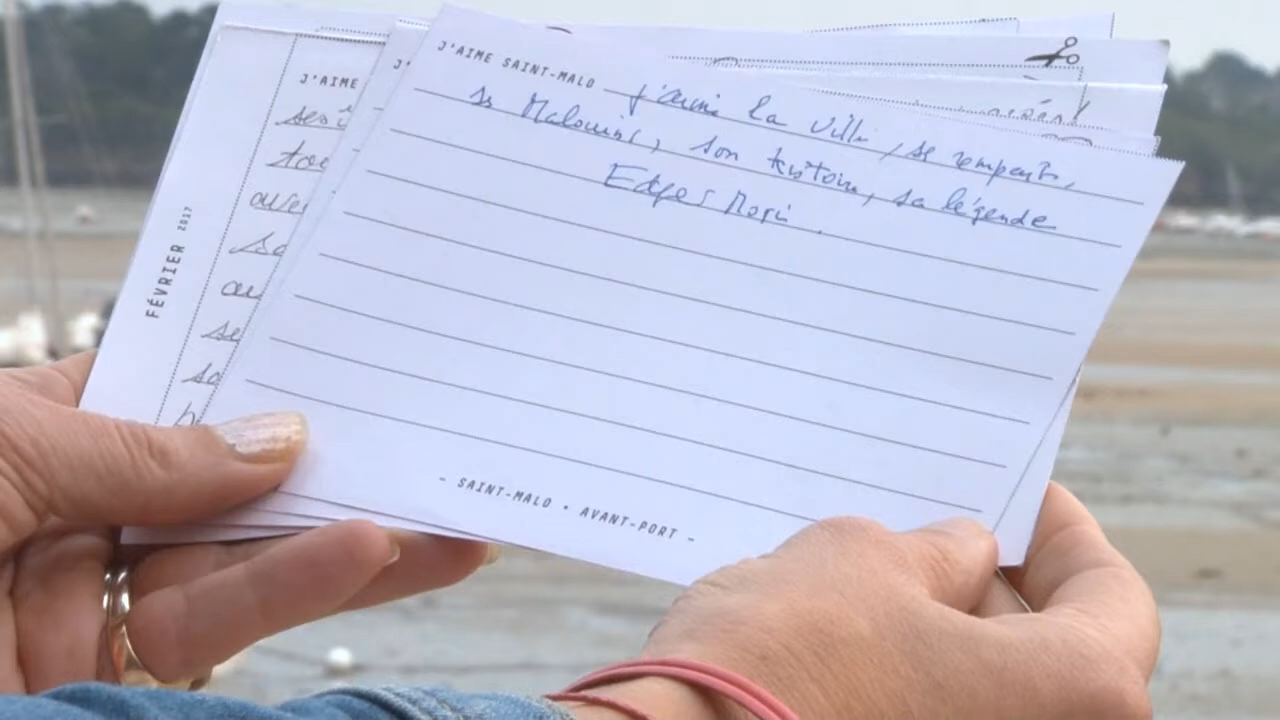 J'AIME SAINT-MALO j'aime la ville, ses remparts,
ses Malouins, son histoire, sa légende
Edgar Morin
- SAINT-MALO • AVANT-PORT -
J'AIME
FÉVRIER 2017